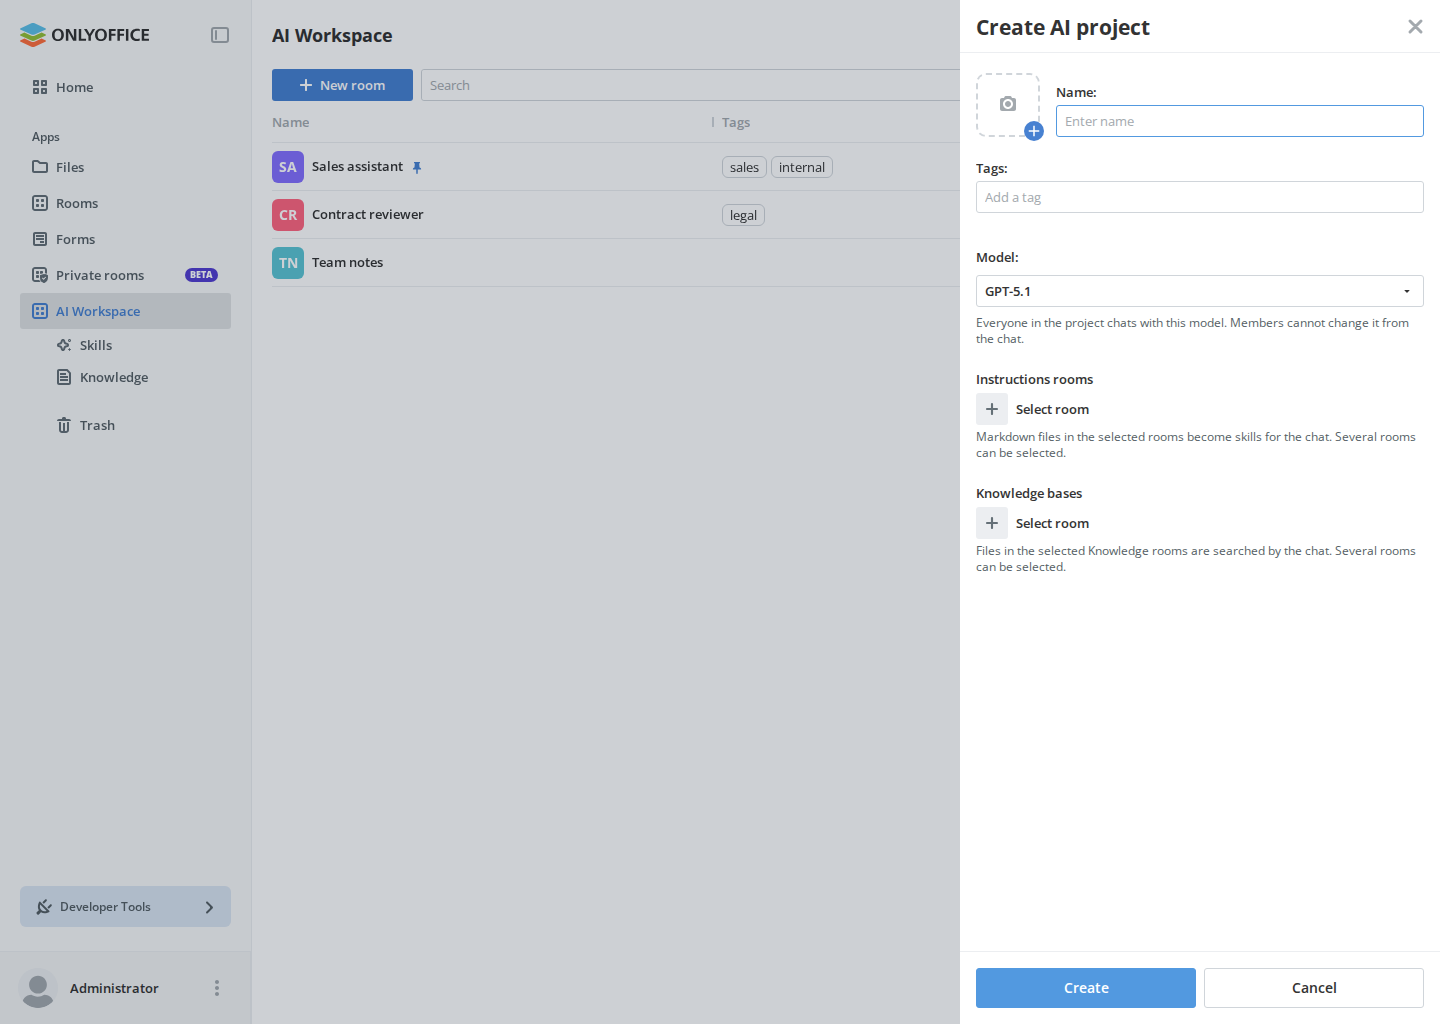 ONLYOFFICE
Home
Apps
Files
Rooms
Forms
Private rooms
BETA
AI Workspace
Skills
Knowledge
Trash
Developer Tools
Administrator
AI Workspace
New room
Search
Name
Tags
SA
Sales assistant
sales
internal
CR
Contract reviewer
legal
TN
Team notes
Create AI project
Name:
Enter name
Tags:
Add a tag
Model:
GPT-5.1
Everyone in the project chats with this model. Members cannot change it from
the chat.
Instructions rooms
Select room
Markdown files in the selected rooms become skills for the chat. Several rooms
can be selected.
Knowledge bases
Select room
Files in the selected Knowledge rooms are searched by the chat. Several rooms
can be selected.
Create
Cancel